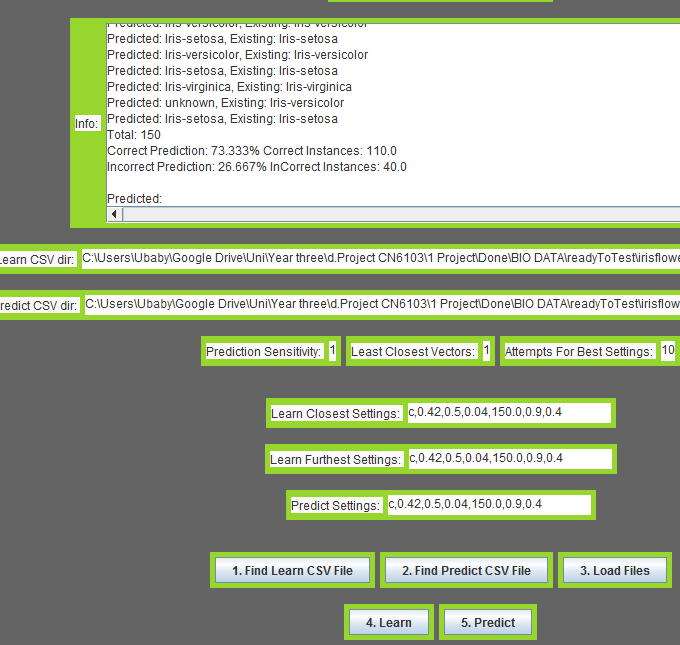 Predicted: Iris-versicolor, Existing: Iris-versicolor
Predicted: Iris-setosa, Existing: Iris-setosa
Predicted: Iris-versicolor, Existing: Iris-versicolor
Predicted: Iris-setosa, Existing: Iris-setosa
Predicted: Iris-virginica, Existing: Iris-virginica
Predicted: unknown, Existing: Iris-versicolor
Predicted: Iris-setosa, Existing: Iris-setosa
Info:
Total: 150
Correct Prediction: 73.333% Correct Instances: 110.0
Incorrect Prediction: 26.667% InCorrect Instances: 40.0
Predicted:
Learn CSV dir: C:\Users\Ubaby\Google Drive\Uni\Year three\d.Project CN6103\1 Project\Done\BIO DATA\readyToTest\irisflowe
redict CSV dir: C:\Users\Ubaby\Google Drive\Uni\Year three\d.Project CN6103\1 Project\Done\BIO DATA\readyToTest\irisflow
Prediction Sensitivity: 1 Least Closest Vectors: 1 Attempts For Best Settings: 10
Learn Closest Settings: c,0.42,0.5,0.04,150.0,0.9,0.4
Learn Furthest Settings: c,0.42,0.5,0.04,150.0,0.9,0.4
Predict Settings: c,0.42,0.5,0.04,150.0,0.9,0.4
1. Find Learn CSV File 2. Find Predict CSV File 3. Load Files
4. Learn 5. Predict